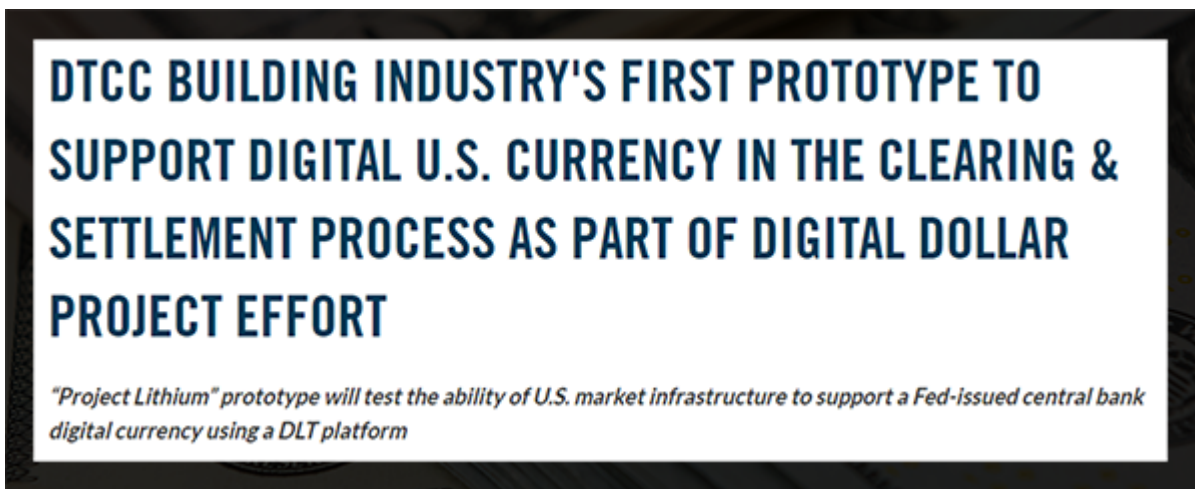 DTCC BUILDING INDUSTRY'S FIRST PROTOTYPE TO
SUPPORT DIGITAL U.S. CURRENCY IN THE CLEARING &
SETTLEMENT PROCESS AS PART OF DIGITAL DOLLAR
PROJECT EFFORT
“Project Lithium” prototype will test the ability of U.S. market infrastructure to support a Fed-issued central bank
digital currency using a DLT platform